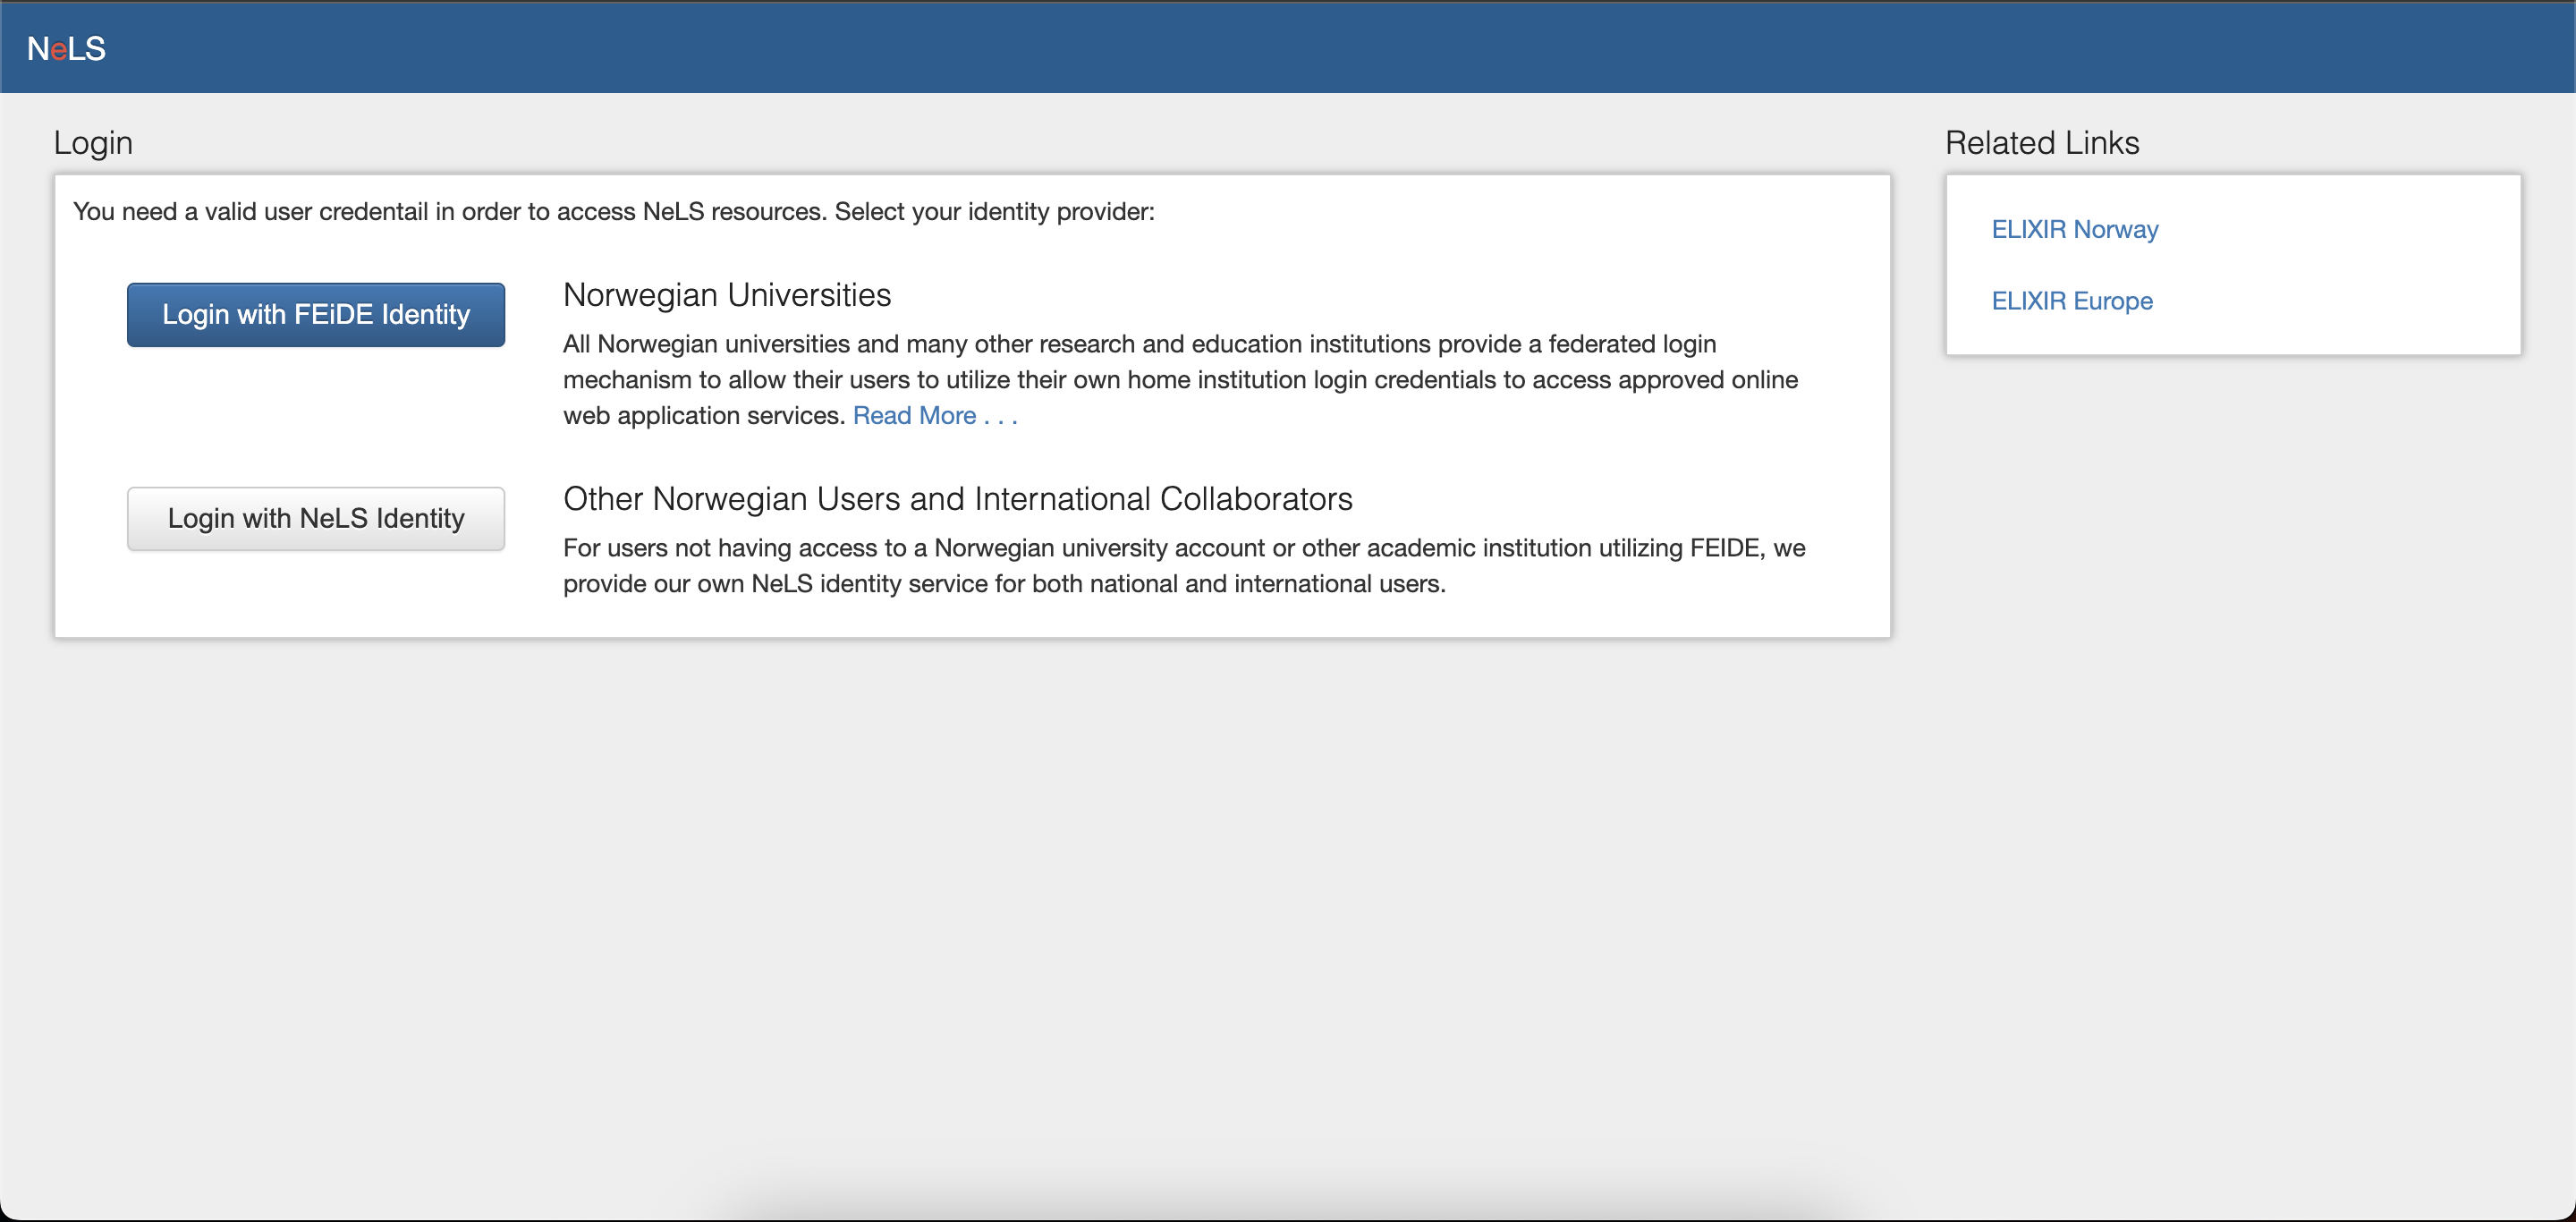 NeLS
Login
You need a valid user credentail in order to access NeLS resources. Select your identity provider:
Login with FEiDE Identity
Norwegian Universities
All Norwegian universities and many other research and education institutions provide a federated login
mechanism to allow their users to utilize their own home institution login credentials to access approved online
web application services. Read More . . .
Login with NeLS Identity
Other Norwegian Users and International Collaborators
For users not having access to a Norwegian university account or other academic institution utilizing FEIDE, we
provide our own NeLS identity service for both national and international users.
Related Links
ELIXIR Norway
ELIXIR Europe